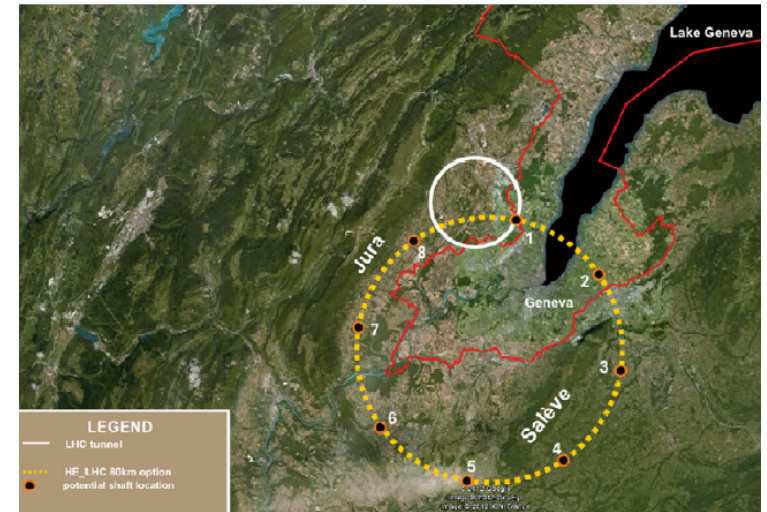 Lake Geneva
Jura
8
1
2
Geneva
7
3
Salève
6
4
5
LEGEND
LHC tunnel
HE_LHC 80km option
potential shaft location